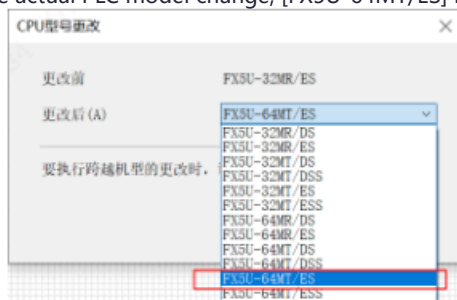 e actual PLC model change, [FX5U-64MT/ES]
CPU型号更改
更改前 FX5U-32MR/ES
更改后(A) FX5U-64MT/ES
FX5U-32MR/DS
FX5U-32MR/ES
FX5U-32MT/DS
FX5U-32MT/DSS
FX5U-32MT/ES
FX5U-32MT/ESS
FX5U-64MR/DS
FX5U-64MR/ES
FX5U-64MT/DS
FX5U-64MT/DSS
FX5U-64MT/ES
FX5U-64MT/ESS
要执行跨越机型的更改时，